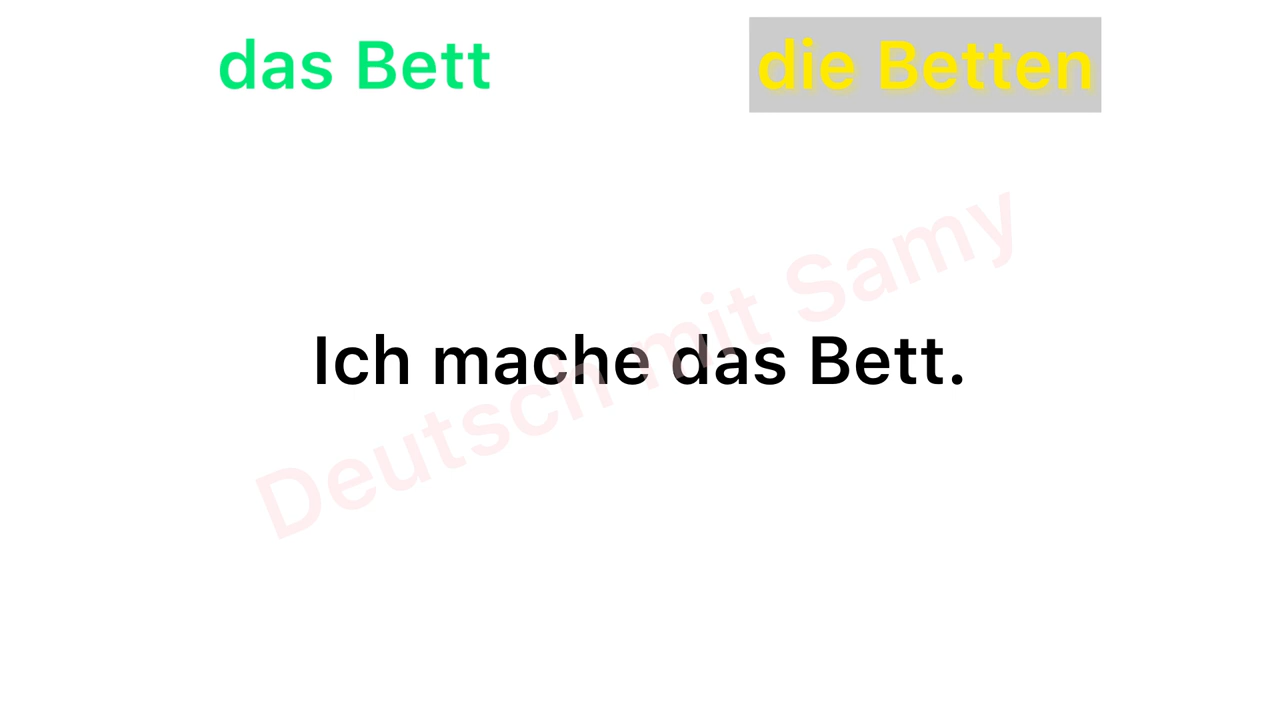 das Bett
die Betten
Ich mache das Bett.
Deutsch mit Samy